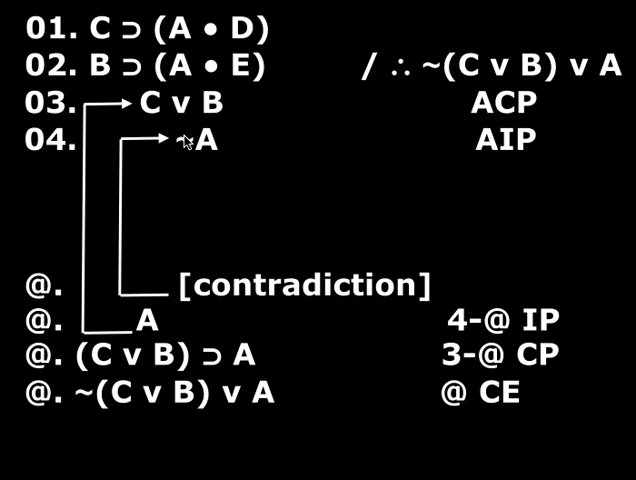 01. C ⊃ (A • D)
02. B ⊃ (A • E) / ∴ ~(C v B) v A
03. C v B ACP
04. ~A AIP
@. [contradiction]
@. A 4-@ IP
@. (C v B) ⊃ A 3-@ CP
@. ~(C v B) v A @ CE